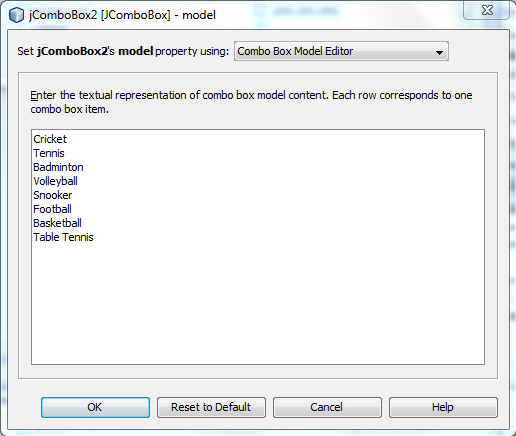 jComboBox2 [JComboBox] - model
Set jComboBox2's model property using: Combo Box Model Editor
Enter the textual representation of combo box model content. Each row corresponds to one
combo box item.
Cricket
Tennis
Badminton
Volleyball
Snooker
Football
Basketball
Table Tennis
OK Reset to Default Cancel Help